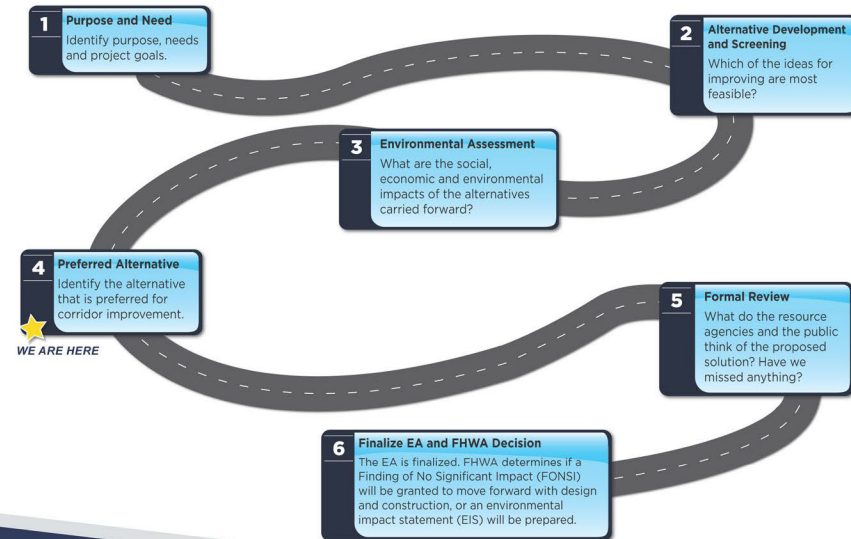 1
Purpose and Need
Identify purpose, needs
and project goals.
2
Alternative Development
and Screening
Which of the ideas for
improving are most
feasible?
3
Environmental Assessment
What are the social,
economic and environmental
impacts of the alternatives
carried forward?
4
Preferred Alternative
Identify the alternative
that is preferred for
corridor improvement.
WE ARE HERE
5
Formal Review
What do the resource
agencies and the public
think of the proposed
solution? Have we
missed anything?
6
Finalize EA and FHWA Decision
The EA is finalized. FHWA determines if a
Finding of No Significant Impact (FONSI)
will be granted to move forward with design
and construction, or an environmental
impact statement (EIS) will be prepared.